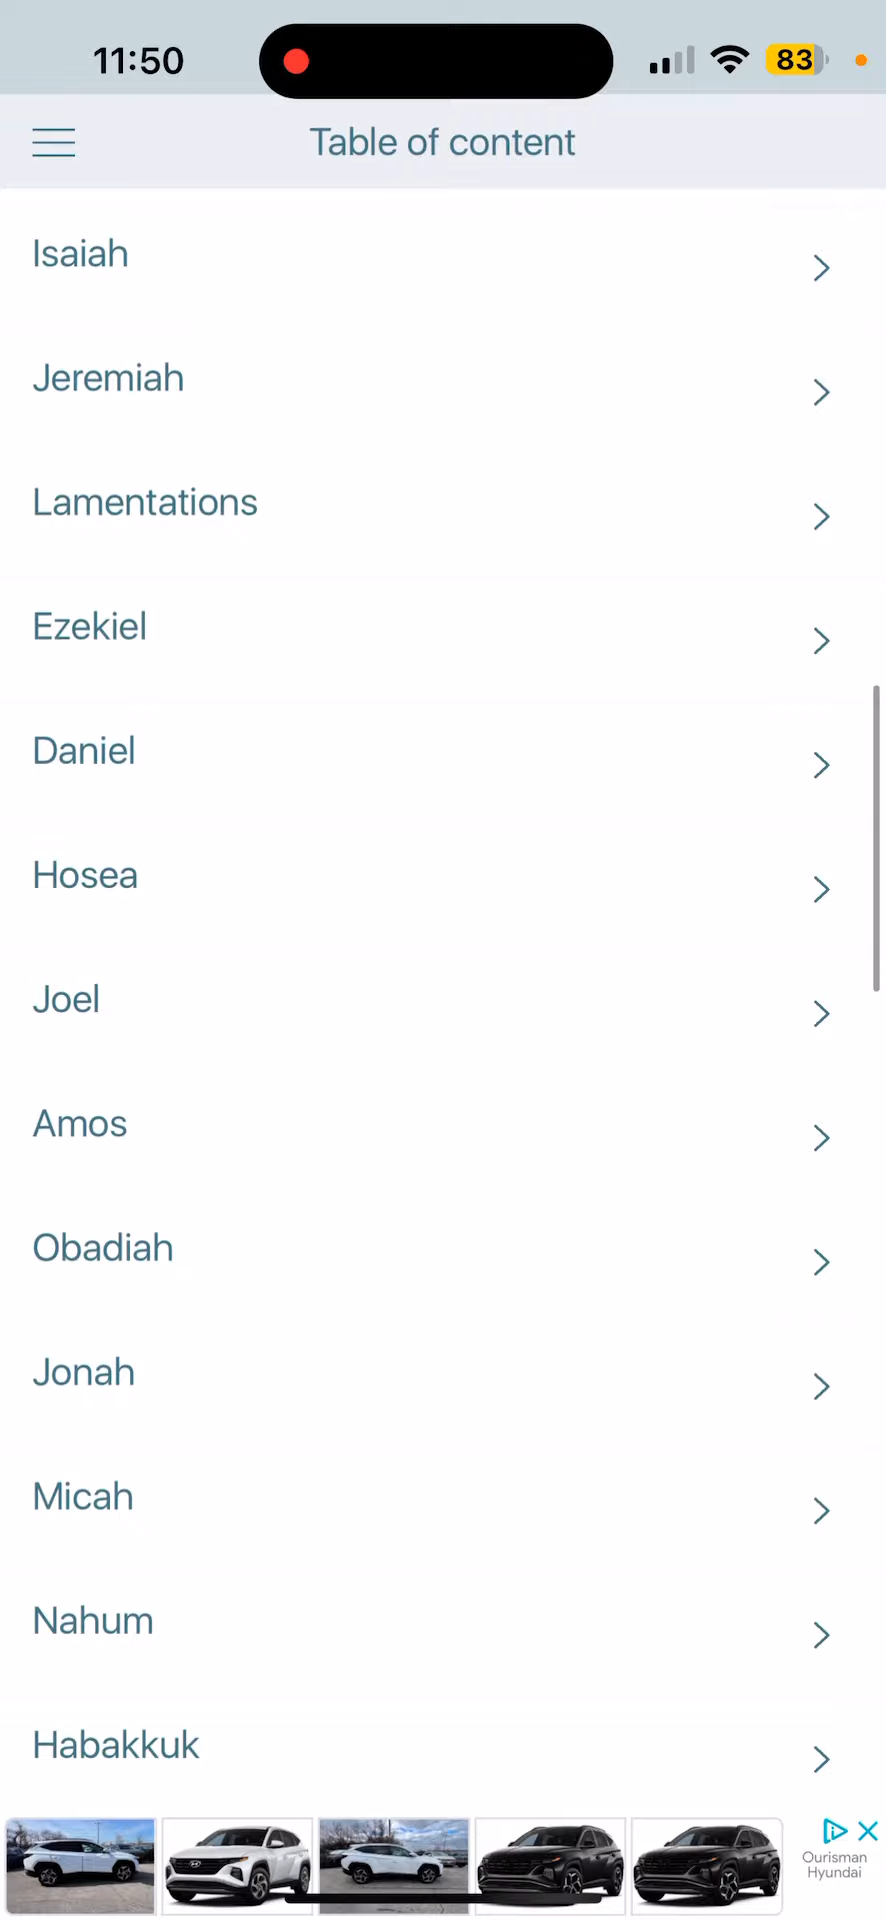 11:50
83
Table of content
Isaiah
Jeremiah
Lamentations
Ezekiel
Daniel
Hosea
Joel
Amos
Obadiah
Jonah
Micah
Nahum
Habakkuk
Ourisman
Hyundai